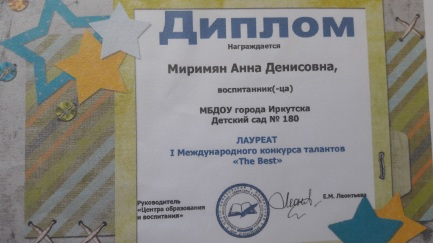 Диплом
Награждается
Миримян Анна Денисовна,
воспитанник(-ца)
МБДОУ города Иркутска
Детский сад № 180
ЛАУРЕАТ
I Международного конкурса талантов
«The Best»
Руководитель
«Центра образования
и воспитания»
Е.М. Леонтьева